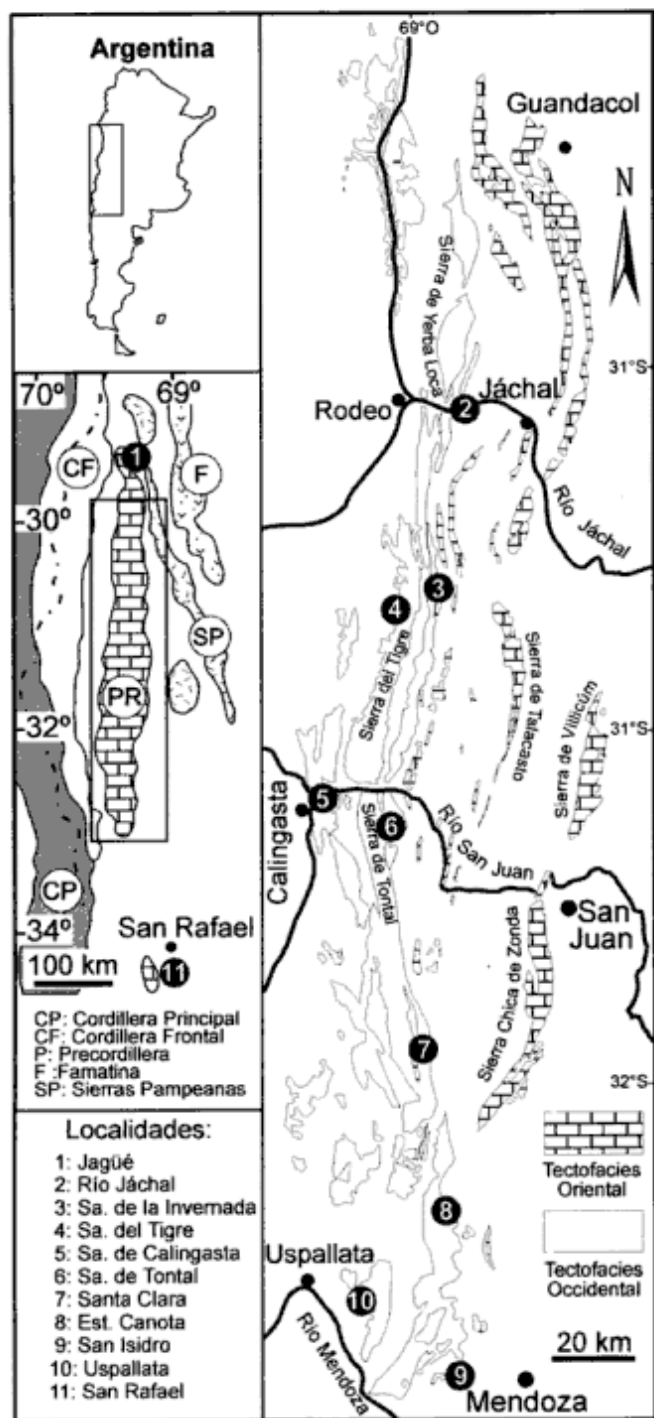 Argentina
70º
69º
CF
1
F
30º
SP
PR
32º
CP
34º
San Rafael
11
100 km
CP: Cordillera Principal
CF: Cordillera Frontal
P: Precordillera
F :Famatina
SP: Sierras Pampeanas
Localidades:
1: Jagüé
2: Río Jáchal
3: Sa. de la Invernada
4: Sa. del Tigre
5: Sa. de Calingasta
6: Sa. de Tontal
7: Santa Clara
8: Est. Canota
9: San Isidro
10: Uspallata
11: San Rafael
69ºO
Guandacol
N
Sierra de Yerba Loca
31ºS
Rodeo
2
Jáchal
Río Jáchal
3
4
Sierra del Tigre
Sierra de Talacasto
31ºS
Sierra de Villicúm
5
Calingasta
6
Sierra de Tontal
Río San Juan
San
Juan
Sierra Chica de Zonda
7
32ºS
Tectofacies
Oriental
8
Tectofacies
Occidental
Uspallata
10
20 km
Río Mendoza
9
Mendoza